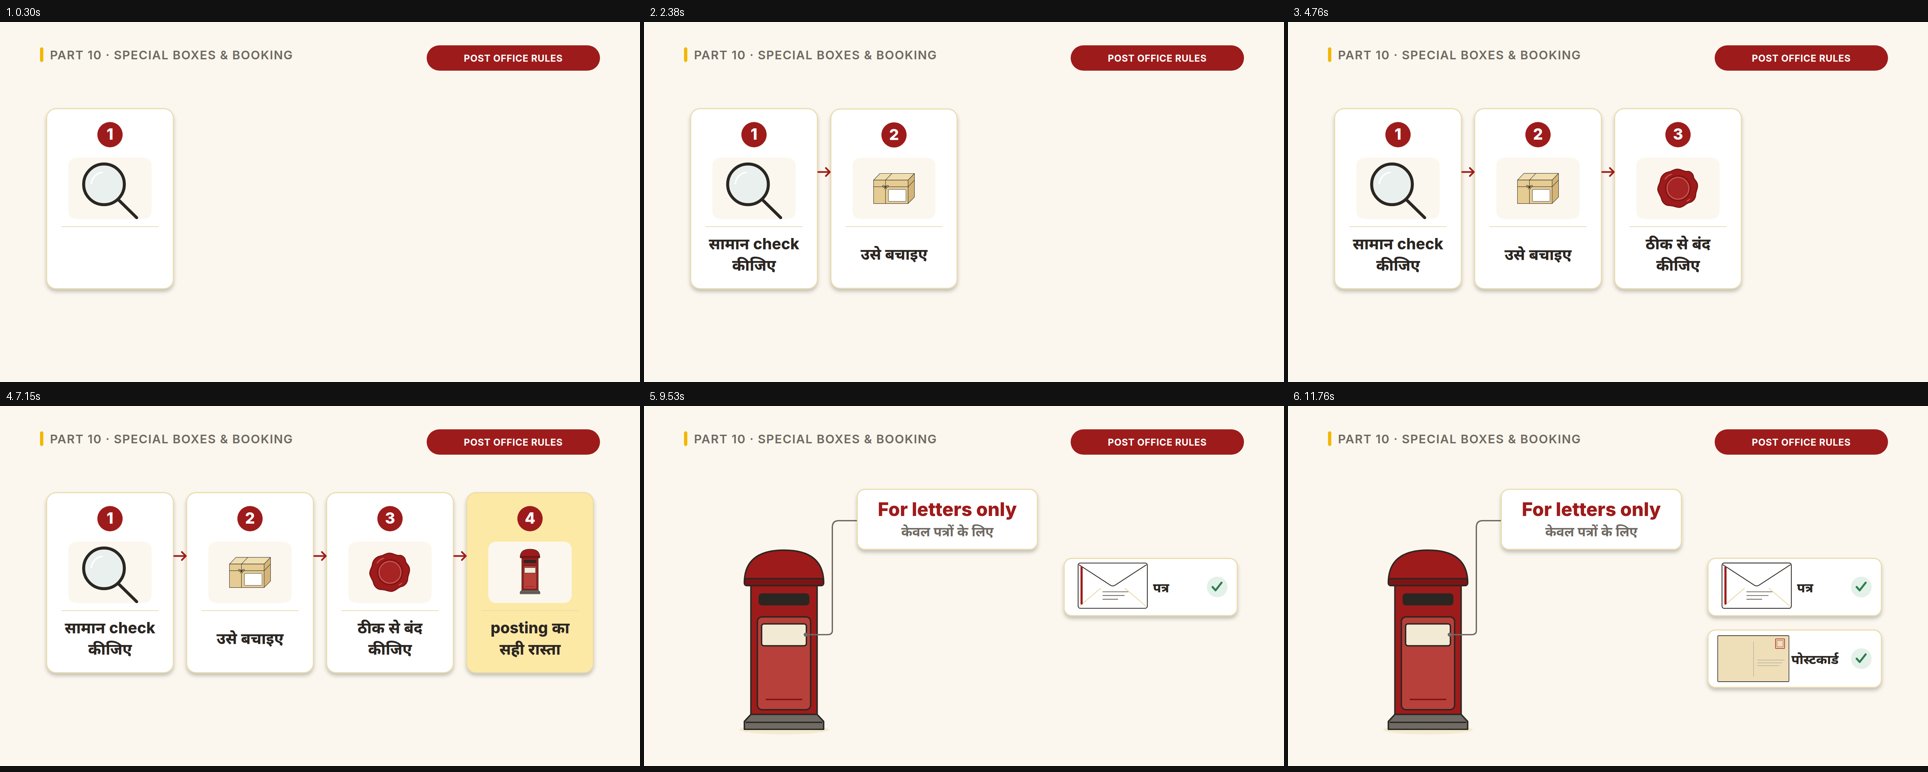 1. 0.30s
PART 10 · SPECIAL BOXES & BOOKING
POST OFFICE RULES
1
2. 2.38s
PART 10 · SPECIAL BOXES & BOOKING
POST OFFICE RULES
1
सामान check
कीजिए
2
उसे बचाइए
3. 4.76s
PART 10 · SPECIAL BOXES & BOOKING
POST OFFICE RULES
1
सामान check
कीजिए
2
उसे बचाइए
3
ठीक से बंद
कीजिए
4. 7.15s
PART 10 · SPECIAL BOXES & BOOKING
POST OFFICE RULES
1
सामान check
कीजिए
2
उसे बचाइए
3
ठीक से बंद
कीजिए
4
posting का
सही रास्ता
5. 9.53s
PART 10 · SPECIAL BOXES & BOOKING
POST OFFICE RULES
For letters only
केवल पत्रों के लिए
पत्र
6. 11.76s
PART 10 · SPECIAL BOXES & BOOKING
POST OFFICE RULES
For letters only
केवल पत्रों के लिए
पत्र
पोस्टकार्ड